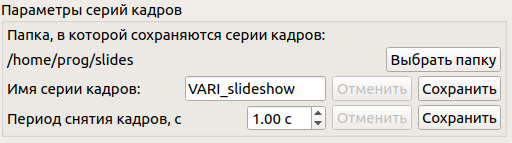 Параметры серий кадров
Папка, в которой сохраняются серии кадров:
/home/prog/slides Выбрать папку
Имя серии кадров: VARI_slideshow Отменить Сохранить
Период снятия кадров, с 1.00 с Отменить Сохранить